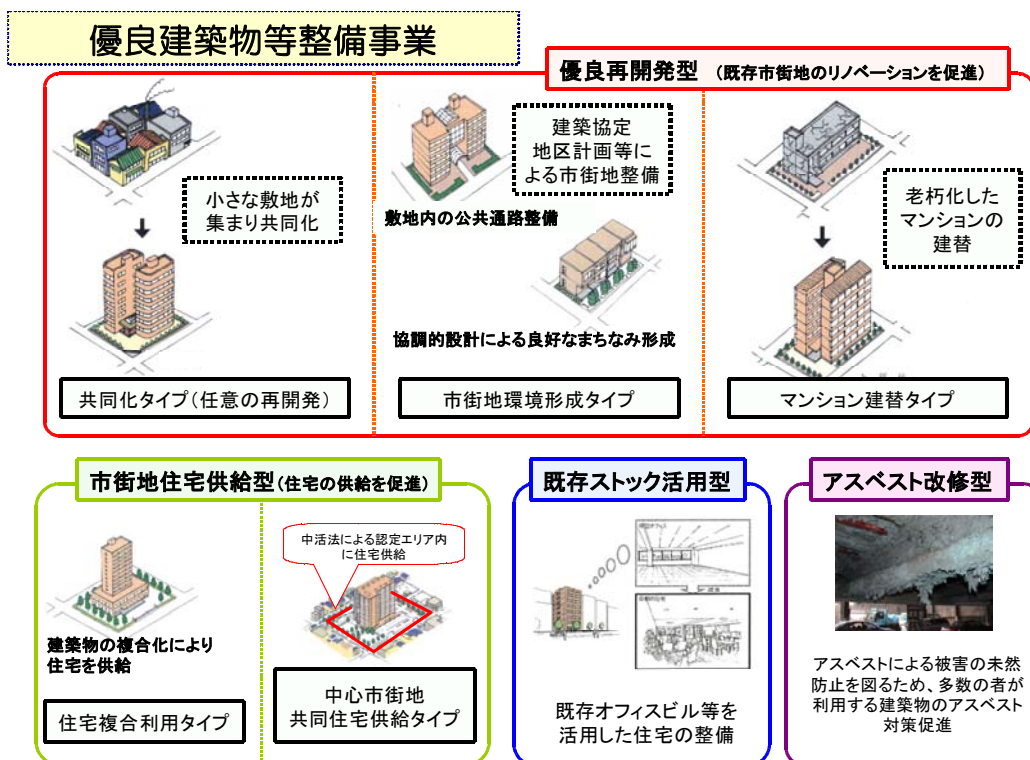 優良建築物等整備事業
優良再開発型 (既存市街地のリノベーションを促進)
小さな敷地が
集まり共同化
共同化タイプ(任意の再開発)
建築協定
地区計画等に
よる市街地整備
敷地内の公共通路整備
協調的設計による良好なまちなみ形成
市街地環境形成タイプ
老朽化した
マンションの
建替
マンション建替タイプ
市街地住宅供給型(住宅の供給を促進)
建築物の複合化により
住宅を供給
住宅複合利用タイプ
中活法による認定エリア内
に住宅供給
中心市街地
共同住宅供給タイプ
既存ストック活用型
既存オフィスビル等を
活用した住宅の整備
アスベスト改修型
アスベストによる被害の未然
防止を図るため、多数の者が
利用する建築物のアスベスト
対策促進